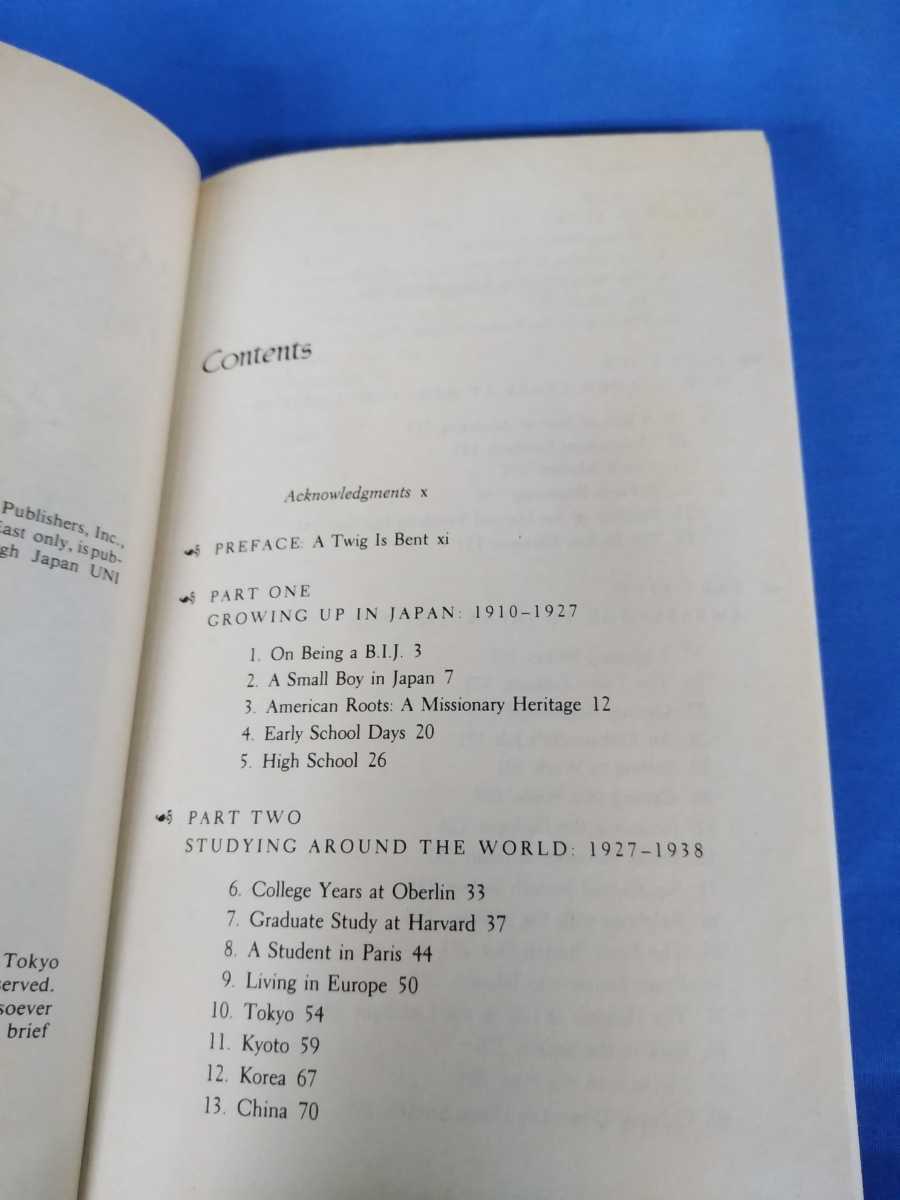 Publishers, Inc.,
East only, is pub-
gh Japan UNI
Tokyo
served.
soever
brief
Contents
Acknowledgments x
PREFACE: A Twig Is Bent xi
PART ONE
GROWING UP IN JAPAN: 1910–1927
1. On Being a B.I.J. 3
2. A Small Boy in Japan 7
3. American Roots: A Missionary Heritage 12
4. Early School Days 20
5. High School 26
PART TWO
STUDYING AROUND THE WORLD: 1927–1938
6. College Years at Oberlin 33
7. Graduate Study at Harvard 37
8. A Student in Paris 44
9. Living in Europe 50
10. Tokyo 54
11. Kyoto 59
12. Korea 67
13. China 70